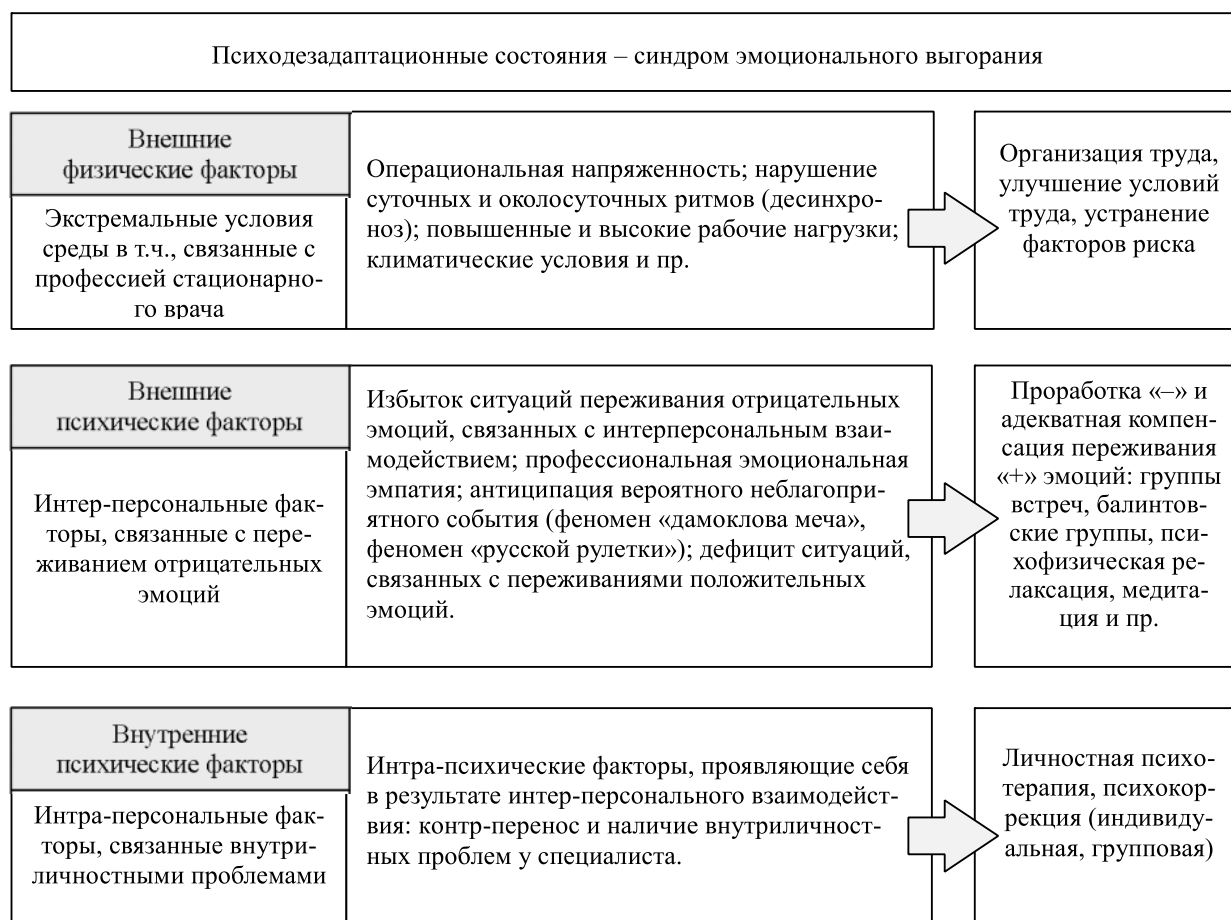 Психодезадаптационные состояния – синдром эмоционального выгорания
Внешние
физические факторы
Экстремальные условия
среды в т.ч., связанные с
профессией стационарно-
го врача
Операциональная напряженность; нарушение
суточных и околосуточных ритмов (десинхро-
ноз); повышенные и высокие рабочие нагрузки;
климатические условия и пр.
Организация труда,
улучшение условий
труда, устранение
факторов риска
Внешние
психические факторы
Интер-персональные фак-
торы, связанные с пере-
живанием отрицательных
эмоций
Избыток ситуаций переживания отрицательных
эмоций, связанных с интерперсональным взаи-
модействием; профессиональная эмоциональная
эмпатия; антиципация вероятного неблагопри-
ятного события (феномен «дамоклова меча»,
феномен «русской рулетки»); дефицит ситуаций,
связанных с переживаниями положительных
эмоций.
Проработка «–» и
адекватная компен-
сация переживания
«+» эмоций: группы
встреч, балинтов-
ские группы, пси-
хофизическая ре-
лаксация, медита-
ция и пр.
Внутренние
психические факторы
Интра-персональные фак-
торы, связанные внутри-
личностными проблемами
Интра-психические факторы, проявляющие себя
в результате интер-персонального взаимодейст-
вия: контр-перенос и наличие внутриличност-
ных проблем у специалиста.
Личностная психо-
терапия, психокор-
рекция (индивиду-
альная, групповая)